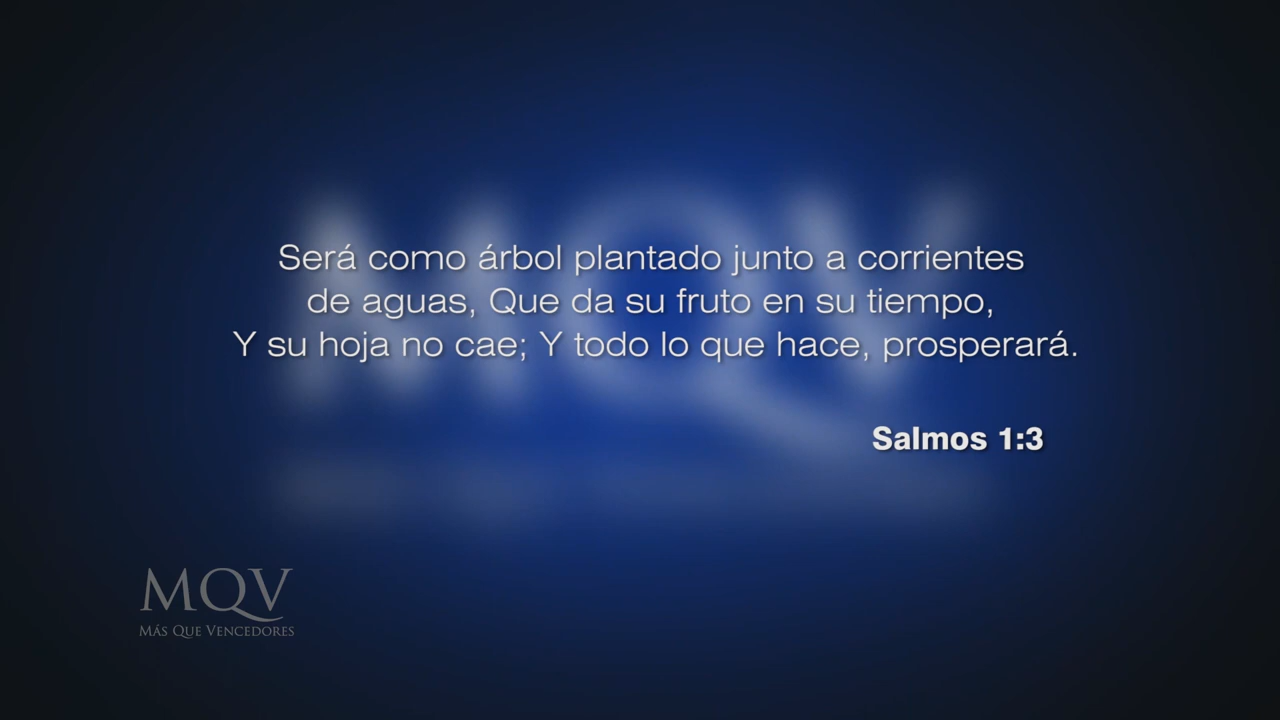 Será como árbol plantado junto a corrientes
de aguas, Que da su fruto en su tiempo,
Y su hoja no cae; Y todo lo que hace, prosperará.
Salmos 1:3
MQV
MÁS QUE VENCEDORES